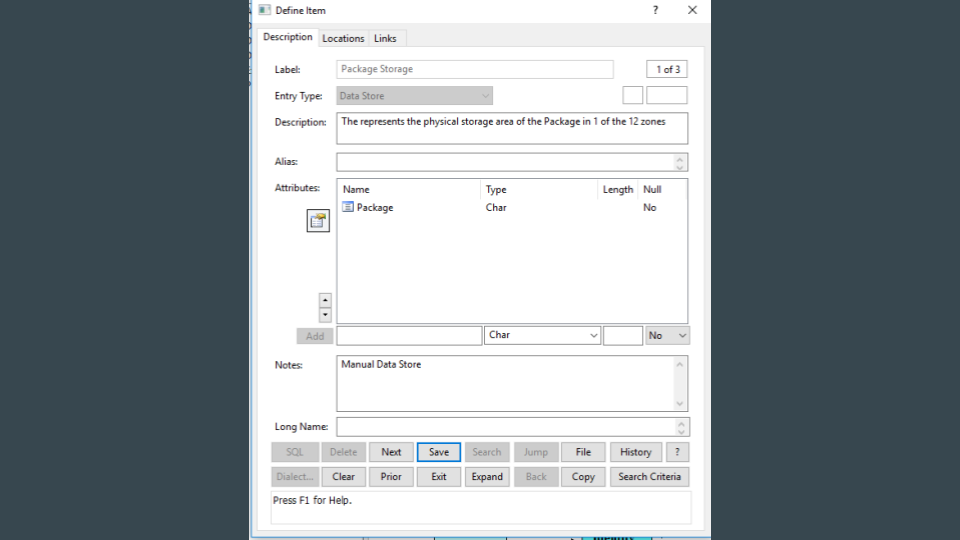 Define Item
?
Description Locations Links
Label: Package Storage 1 of 3
Entry Type: Data Store
Description: The represents the physical storage area of the Package in 1 of the 12 zones
Alias:
Attributes: Name Type Length Null
Package Char No
Add Char No
Notes: Manual Data Store
Long Name:
SQL Delete Next Save Search Jump File History ?
Dialect... Clear Prior Exit Expand Back Copy Search Criteria
Press F1 for Help.